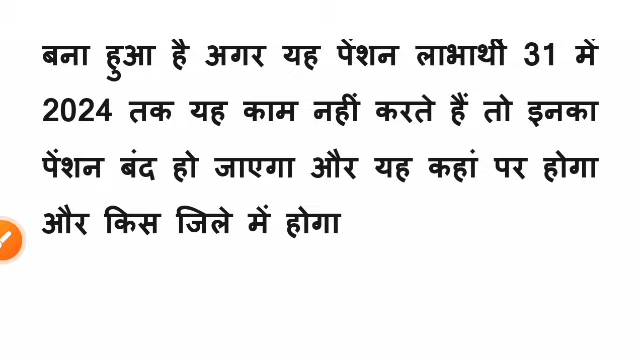 बना हुआ है अगर यह पेंशन लाभार्थी 31 में
2024 तक यह काम नहीं करते हैं तो इनका
पेंशन बंद हो जाएगा और यह कहां पर होगा
और किस जिले में होगा